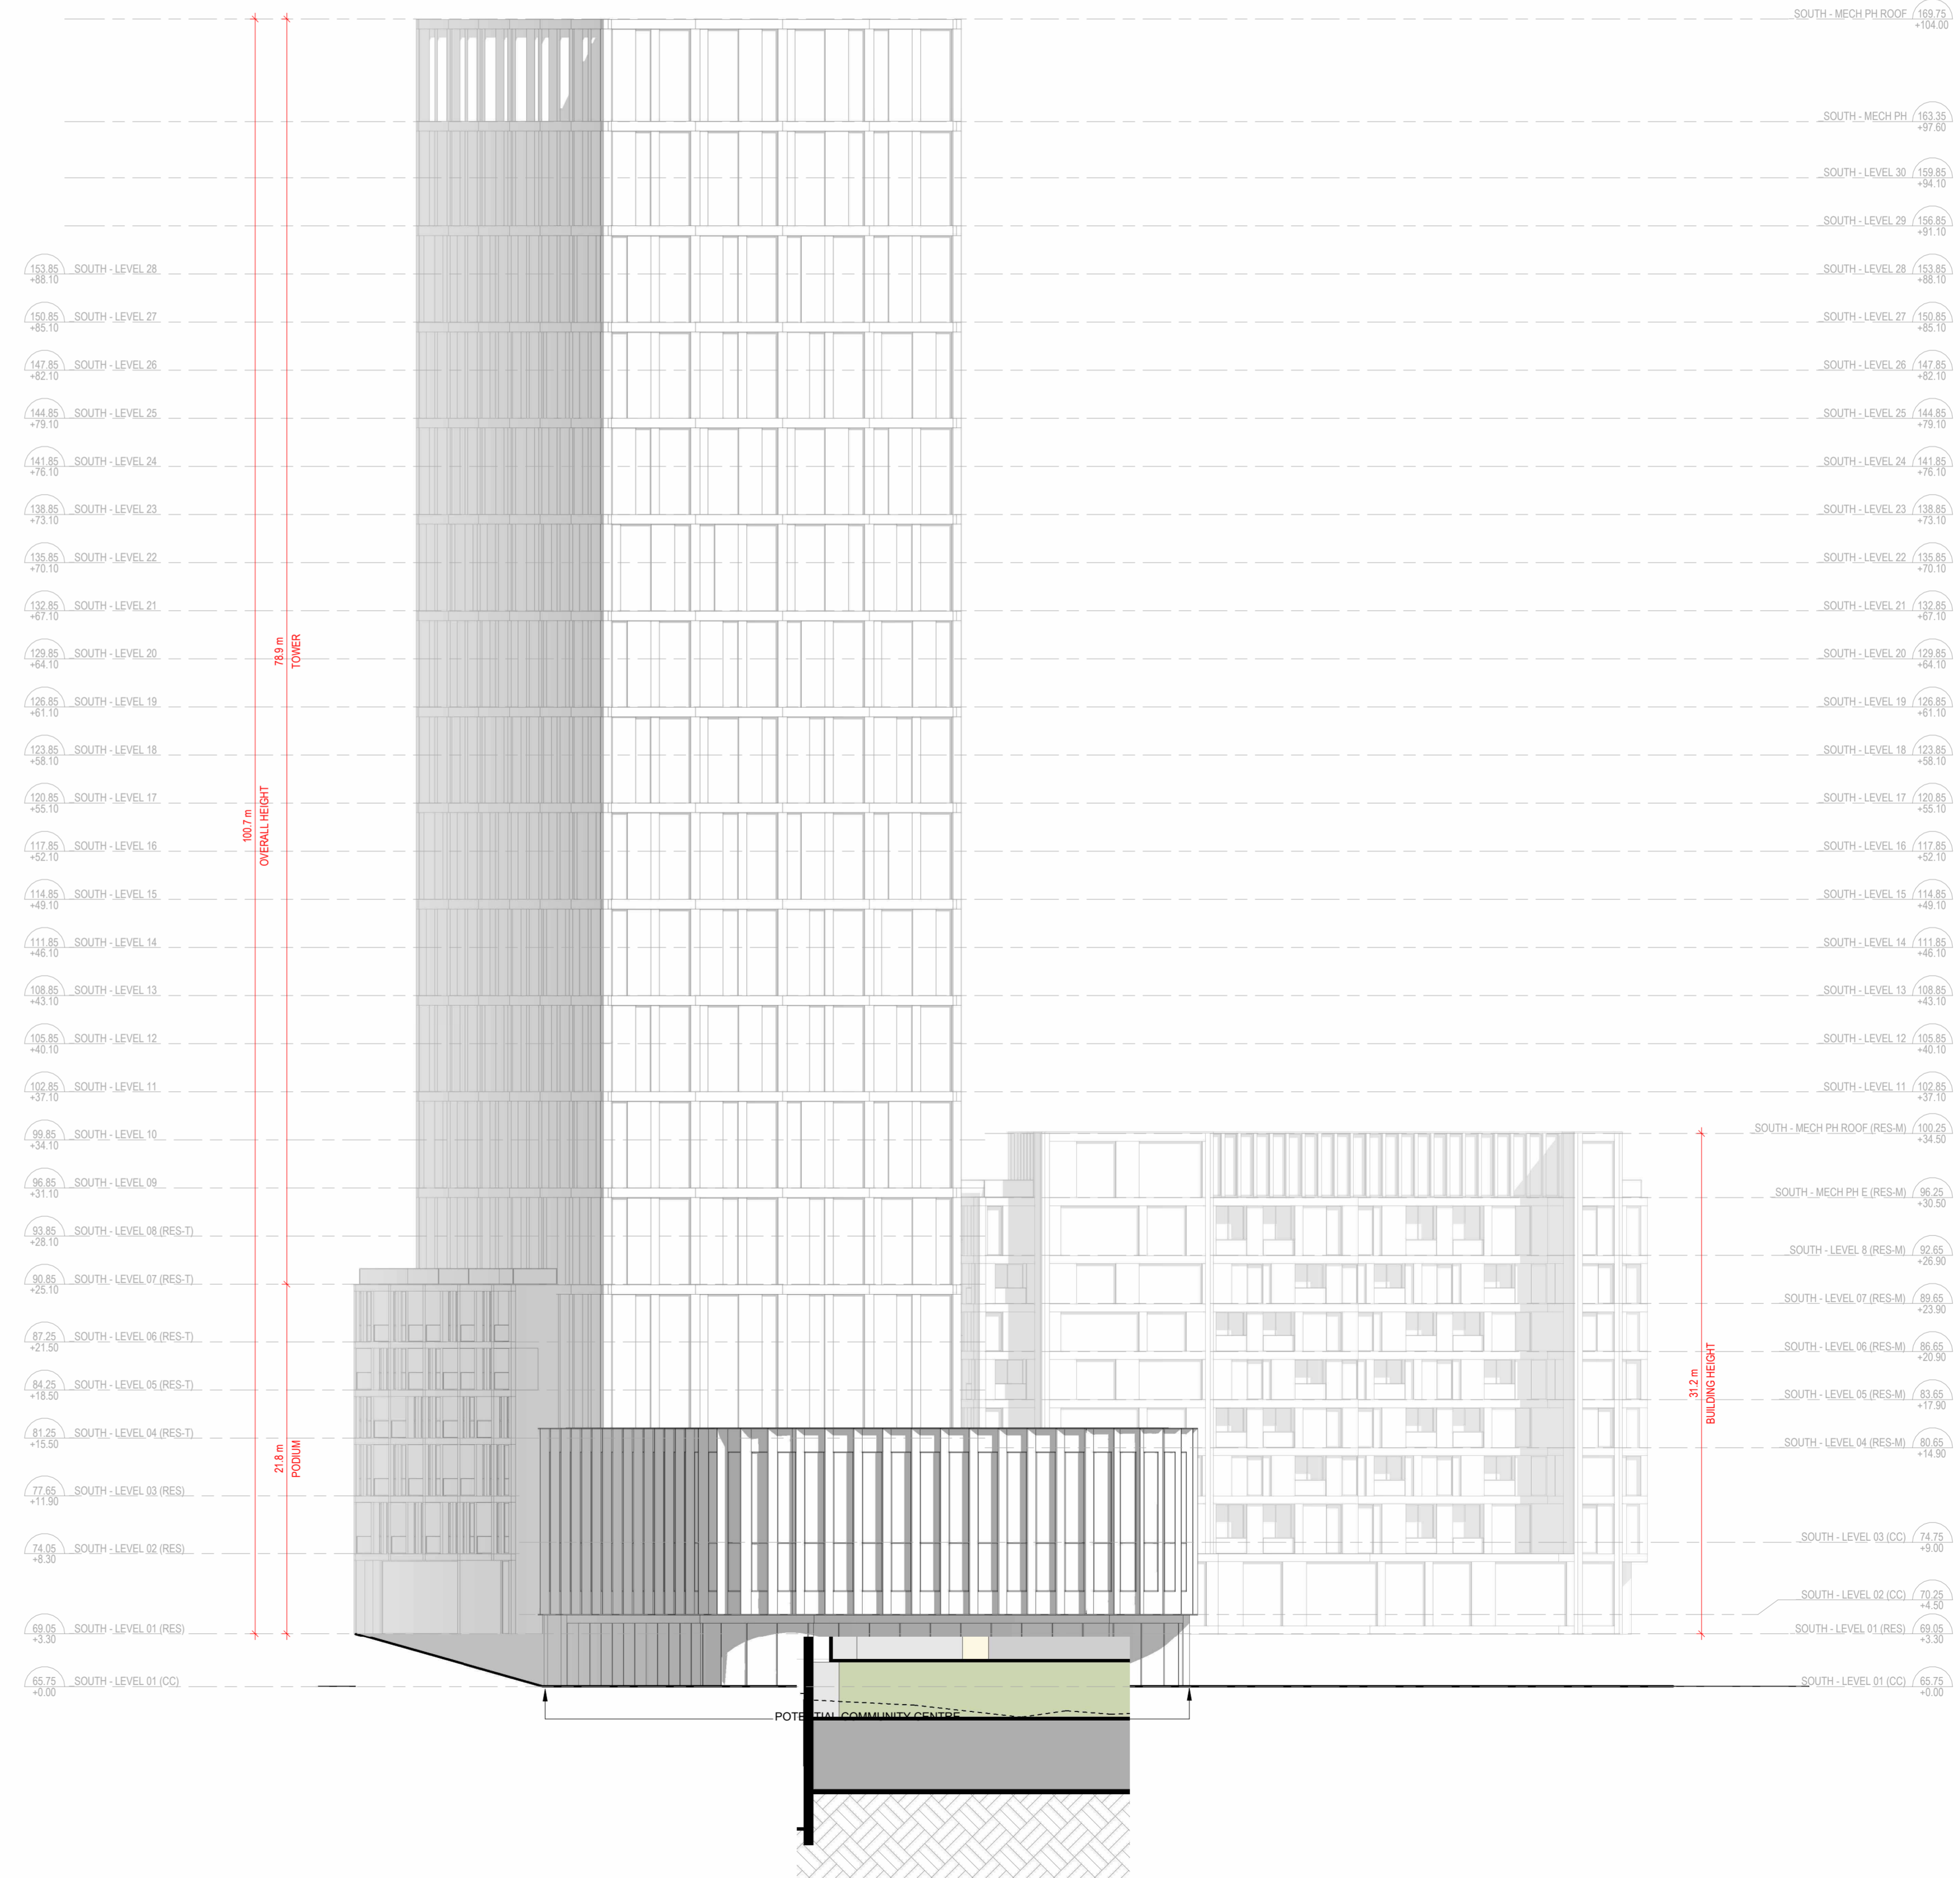 SOUTH - MECH PH ROOF 169.75
+104.00
SOUTH - MECH PH 163.35
+97.60
SOUTH - LEVEL 30 159.85
+94.10
SOUTH - LEVEL 29 156.85
+91.10
153.85 SOUTH - LEVEL 28 SOUTH - LEVEL 28 153.85
+88.10 +88.10
150.85 SOUTH - LEVEL 27 SOUTH - LEVEL 27 150.85
+85.10 +85.10
147.85 SOUTH - LEVEL 26 SOUTH - LEVEL 26 147.85
+82.10 +82.10
144.85 SOUTH - LEVEL 25 SOUTH - LEVEL 25 144.85
+79.10 +79.10
141.85 SOUTH - LEVEL 24 SOUTH - LEVEL 24 141.85
+76.10 +76.10
138.85 SOUTH - LEVEL 23 SOUTH - LEVEL 23 138.85
+73.10 +73.10
135.85 SOUTH - LEVEL 22 SOUTH - LEVEL 22 135.85
+70.10 +70.10
132.85 SOUTH - LEVEL 21 SOUTH - LEVEL 21 132.85
+67.10 +67.10
78.9 m
TOWER
129.85 SOUTH - LEVEL 20 SOUTH - LEVEL 20 129.85
+64.10 +64.10
126.85 SOUTH - LEVEL 19 SOUTH - LEVEL 19 126.85
+61.10 +61.10
123.85 SOUTH - LEVEL 18 SOUTH - LEVEL 18 123.85
+58.10 +58.10
120.85 SOUTH - LEVEL 17 SOUTH - LEVEL 17 120.85
+55.10 +55.10
100.7 m
OVERALL HEIGHT
117.85 SOUTH - LEVEL 16 SOUTH - LEVEL 16 117.85
+52.10 +52.10
114.85 SOUTH - LEVEL 15 SOUTH - LEVEL 15 114.85
+49.10 +49.10
111.85 SOUTH - LEVEL 14 SOUTH - LEVEL 14 111.85
+46.10 +46.10
108.85 SOUTH - LEVEL 13 SOUTH - LEVEL 13 108.85
+43.10 +43.10
105.85 SOUTH - LEVEL 12 SOUTH - LEVEL 12 105.85
+40.10 +40.10
102.85 SOUTH - LEVEL 11 SOUTH - LEVEL 11 102.85
+37.10 +37.10
99.85 SOUTH - LEVEL 10 SOUTH - MECH PH ROOF (RES-M) 100.25
+34.10 +34.50
96.85 SOUTH - LEVEL 09 SOUTH - MECH PH E (RES-M) 96.25
+31.10 +30.50
93.85 SOUTH - LEVEL 08 (RES-T) SOUTH - LEVEL 8 (RES-M) 92.65
+28.10 +26.90
90.85 SOUTH - LEVEL 07 (RES-T) SOUTH - LEVEL 07 (RES-M) 89.65
+25.10 +23.90
87.25 SOUTH - LEVEL 06 (RES-T) SOUTH - LEVEL 06 (RES-M) 86.65
+21.50 +20.90
31.2 m
BUILDING HEIGHT
84.25 SOUTH - LEVEL 05 (RES-T) SOUTH - LEVEL 05 (RES-M) 83.65
+18.50 +17.90
81.25 SOUTH - LEVEL 04 (RES-T) SOUTH - LEVEL 04 (RES-M) 80.65
+15.50 +14.90
21.8 m
PODIUM
77.65 SOUTH - LEVEL 03 (RES)
+11.90
74.05 SOUTH - LEVEL 02 (RES) SOUTH - LEVEL 03 (CC) 74.75
+8.30 +9.00
SOUTH - LEVEL 02 (CC) 70.25
+4.50
69.05 SOUTH - LEVEL 01 (RES) SOUTH - LEVEL 01 (RES) 69.05
+3.30 +3.30
65.75 SOUTH - LEVEL 01 (CC) SOUTH - LEVEL 01 (CC) 65.75
+0.00 +0.00
POTENTIAL COMMUNITY CENTRE